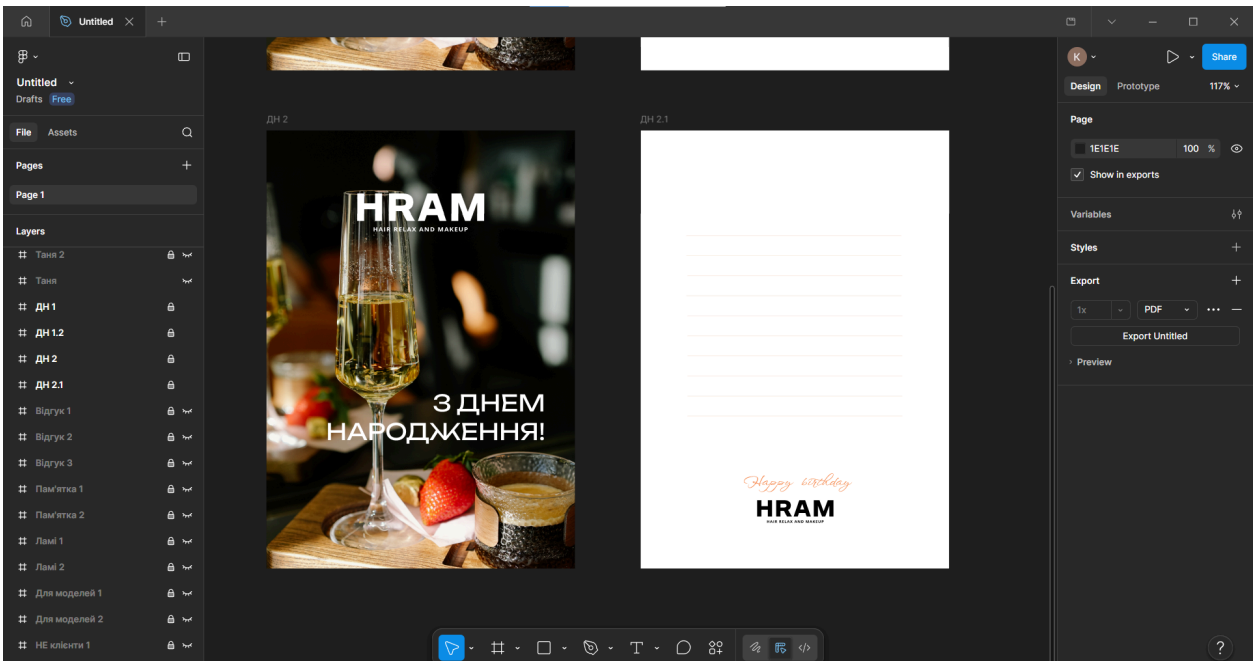 Untitled
Untitled
Drafts Free
File Assets
Pages
Page 1
Layers
Таня 2
Таня
ДН 1
ДН 1.2
ДН 2
ДН 2.1
Відгук 1
Відгук 2
Відгук 3
Пам'ятка 1
Пам'ятка 2
Ламі 1
Ламі 2
Для моделей 1
Для моделей 2
НЕ клієнти 1
ДН 2
HRAM
HAIR RELAX AND MAKEUP
З ДНЕМ
НАРОДЖЕННЯ!
ДН 2.1
Happy birthday
HRAM
HAIR RELAX AND MAKEUP
K
Share
Design Prototype 117%
Page
1E1E1E 100 %
Show in exports
Variables
Styles
Export
1x PDF
Export Untitled
Preview
?